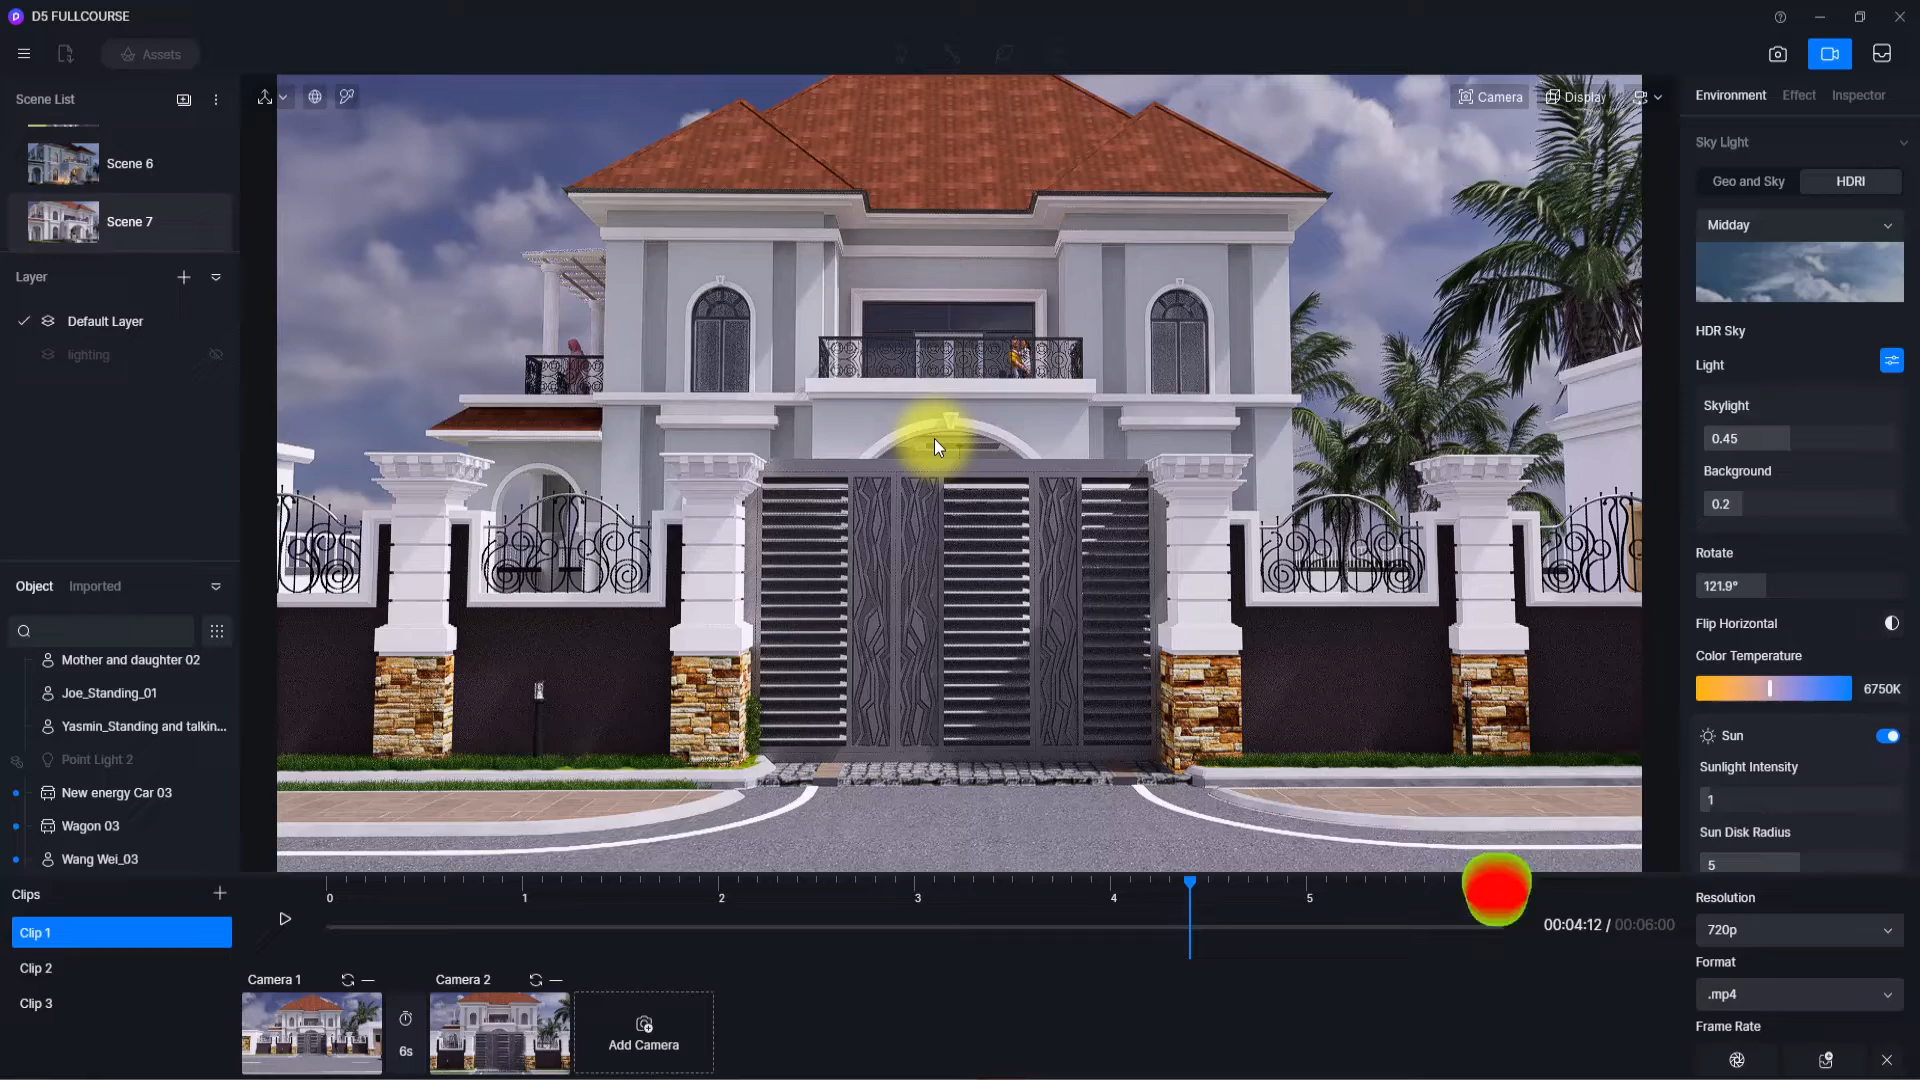 D5 FULLCOURSE
Assets
Scene List
Scene 6
Scene 7
Layer
Default Layer
lighting
Object
Imported
Mother and daughter 02
Joe_Standing_01
Yasmin_Standing and talkin...
Point Light 2
New energy Car 03
Wagon 03
Wang Wei_03
Camera
Display
Environment
Effect
Inspector
Sky Light
Geo and Sky
HDRI
Midday
HDR Sky
Light
Skylight
0.45
Background
0.2
Rotate
121.9°
Flip Horizontal
Color Temperature
6750K
Sun
Sunlight Intensity
1
Sun Disk Radius
5
Clips
Clip 1
Clip 2
Clip 3
0
1
2
3
4
5
00:04:12 / 00:06:00
Camera 1
6s
Camera 2
Add Camera
Resolution
720p
Format
.mp4
Frame Rate